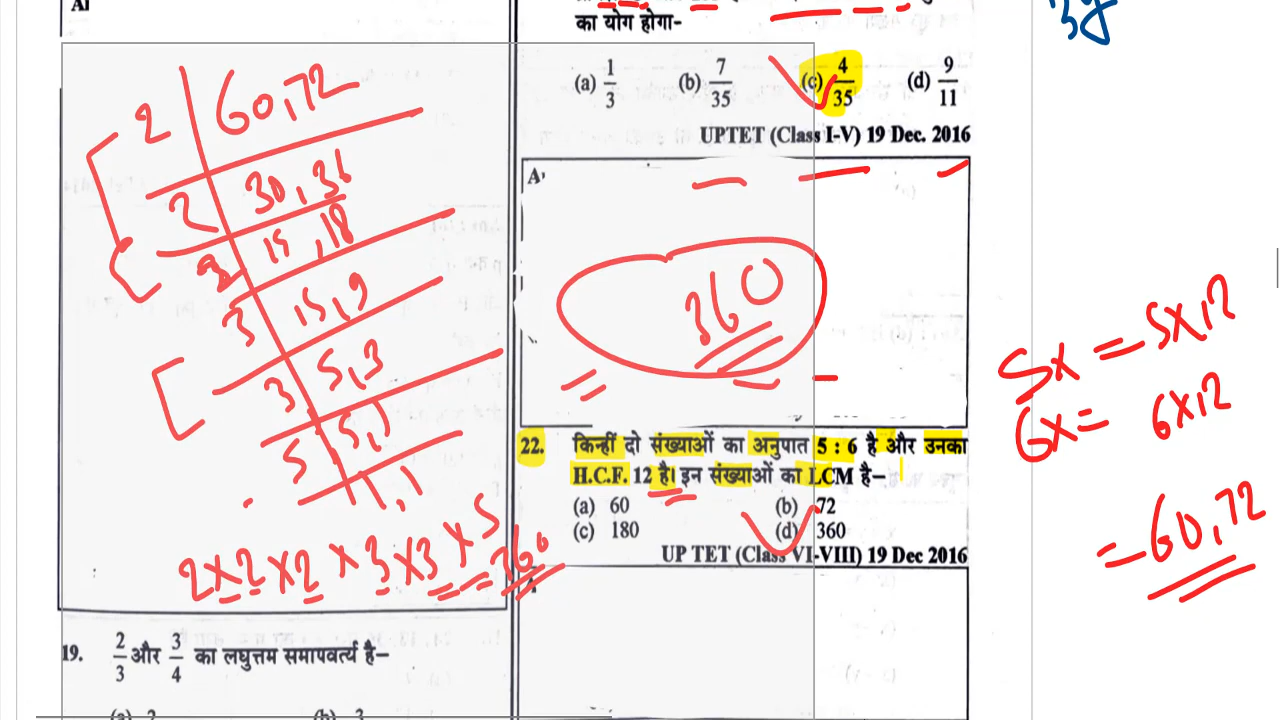 का योग होगा-
(a) 1/3 (b) 7/35 (c) 4/35 (d) 9/11
UPTET (Class I-V) 19 Dec. 2016
2 | 60,72
2 | 30,36
2 | 15,18
3 | 15,9
3 | 5,3
5 | 5,1
1,1
2×2×2×3×3×5 = 360
19. 2/3 और 3/4 का लघुत्तम समापवर्त्य है–
360
22. किन्हीं दो संख्याओं का अनुपात 5 : 6 है और उनका
H.C.F. 12 है। इन संख्याओं का LCM है–
(a) 60 (b) 72
(c) 180 (d) 360
UP TET (Class VI-VIII) 19 Dec 2016
5x = 5×12
6x = 6×12
= 60,72